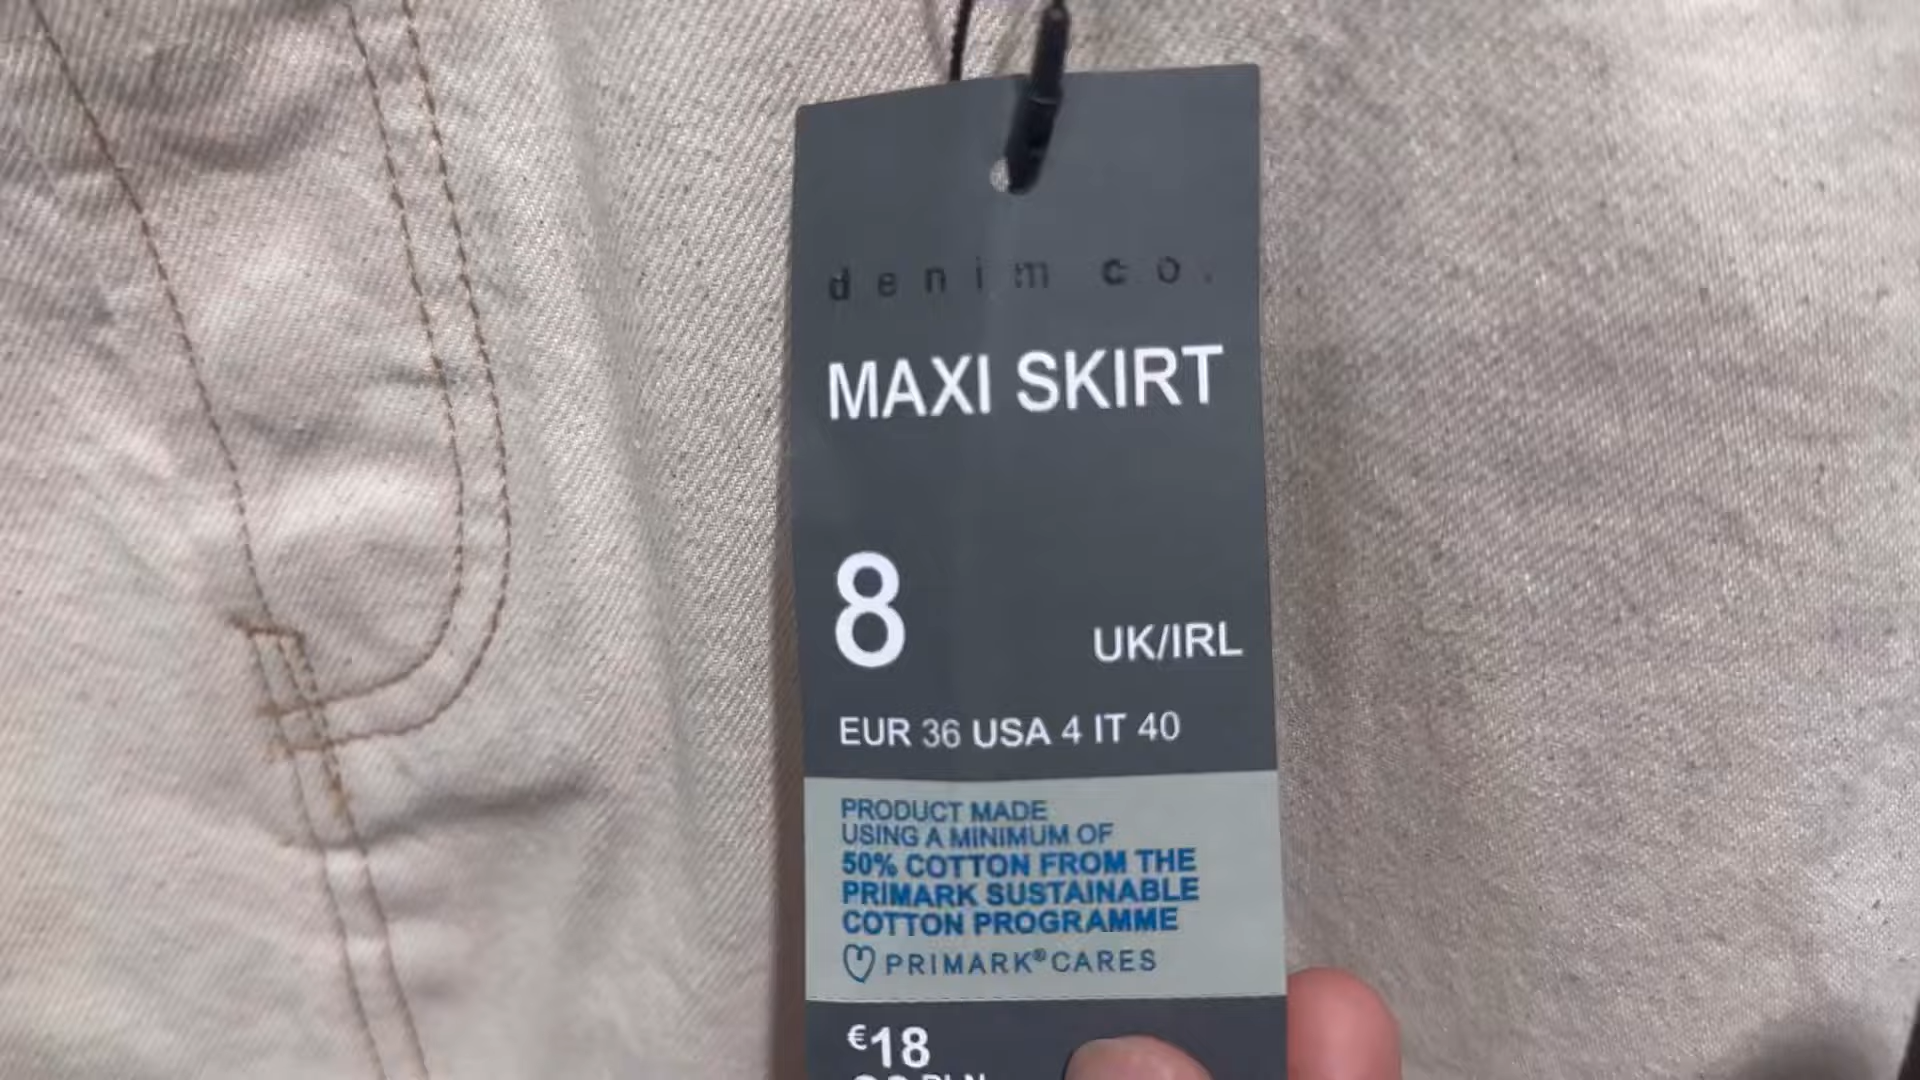 denim co.
MAXI SKIRT
8
UK/IRL
EUR 36 USA 4 IT 40
PRODUCT MADE
USING A MINIMUM OF
50% COTTON FROM THE
PRIMARK SUSTAINABLE
COTTON PROGRAMME
PRIMARK®CARES
€18